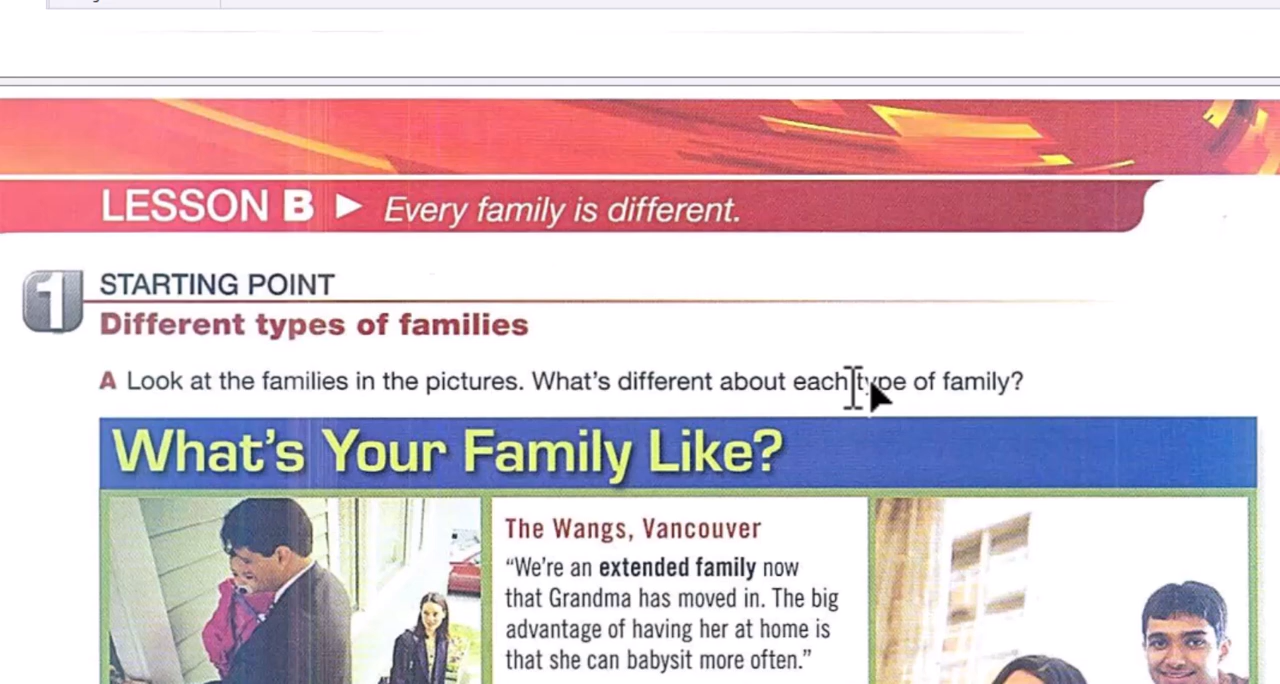 LESSON B ▶ Every family is different.
1 STARTING POINT
Different types of families
A Look at the families in the pictures. What's different about each type of family?
What's Your Family Like?
The Wangs, Vancouver
“We're an extended family now
that Grandma has moved in. The big
advantage of having her at home is
that she can babysit more often.”